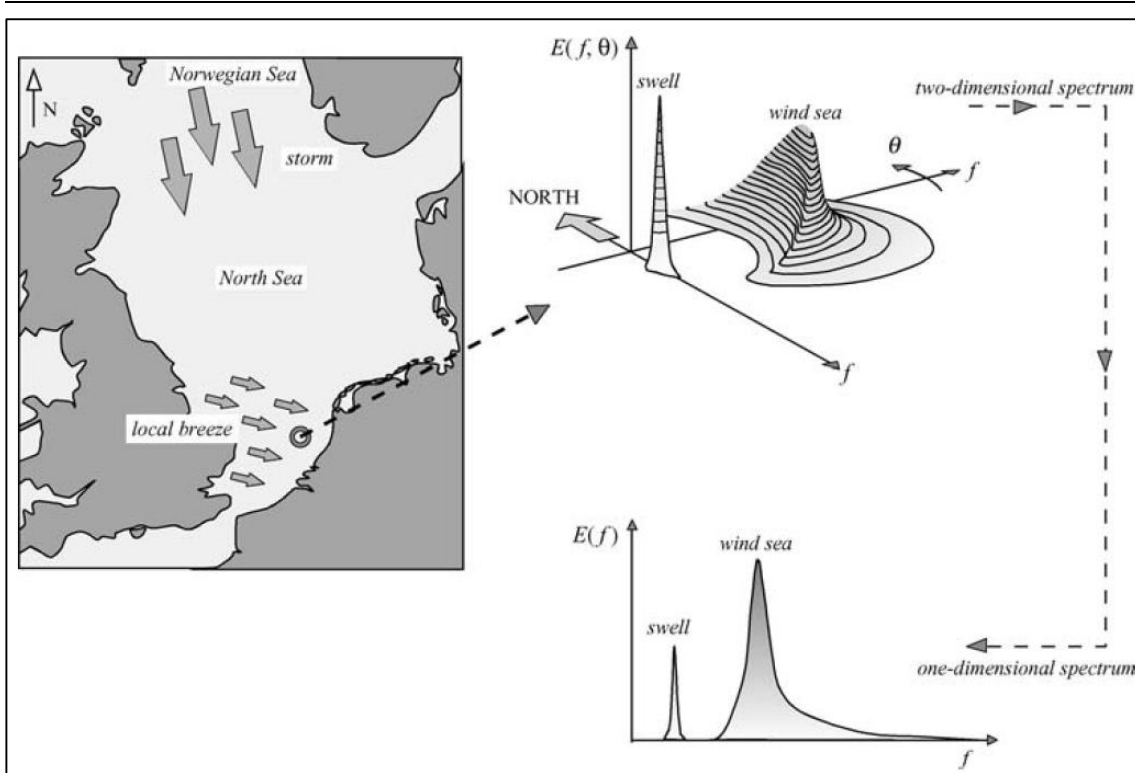 Norwegian Sea
N
storm
North Sea
local breeze
E(f, θ)
swell
wind sea
two-dimensional spectrum
θ
f
NORTH
f
E(f)
wind sea
swell
one-dimensional spectrum
f